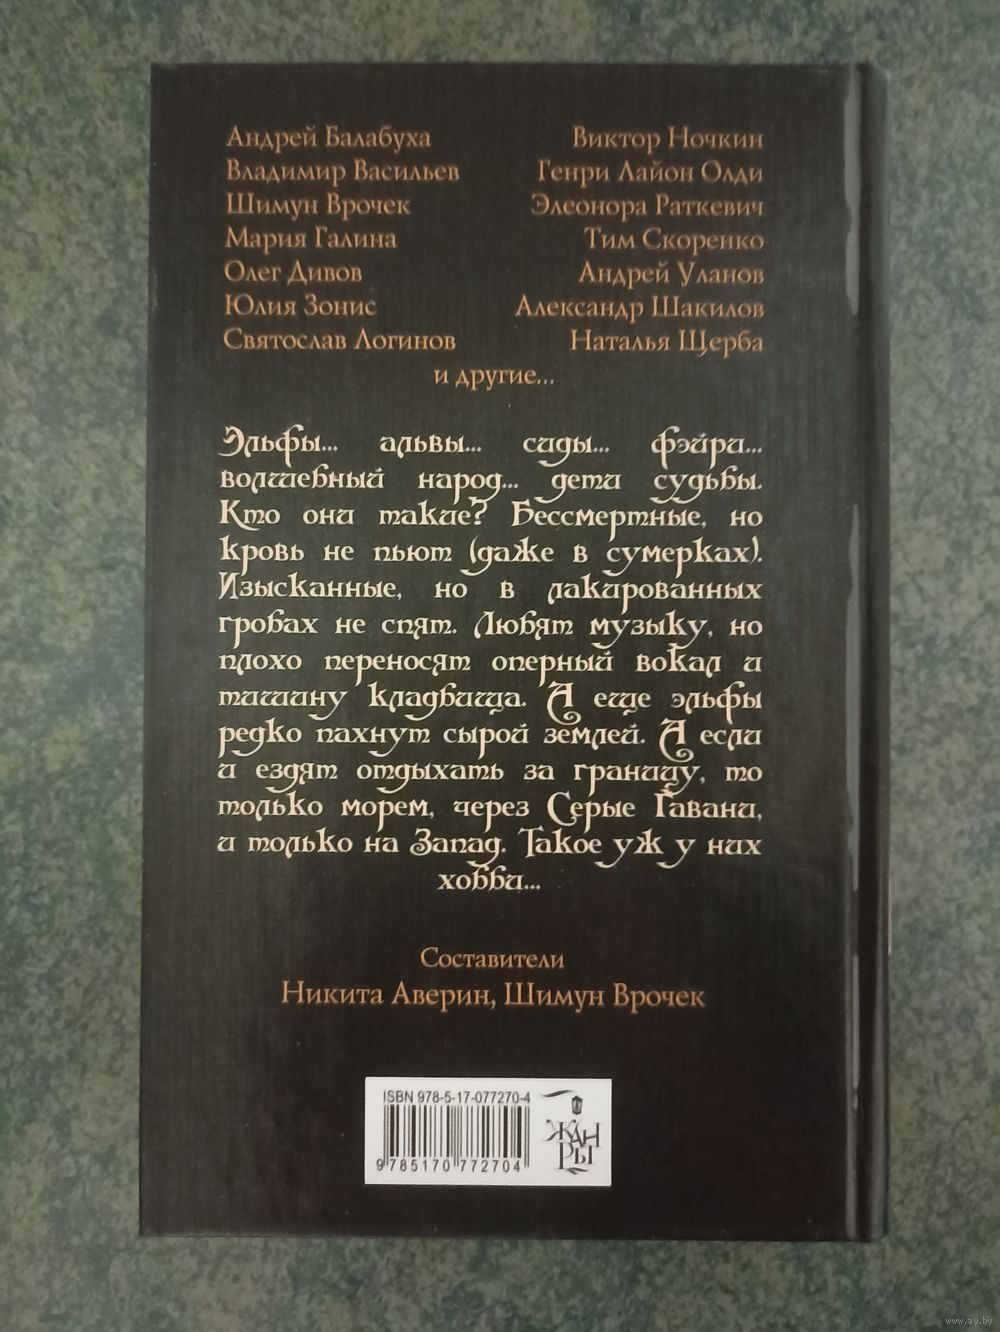 Андрей Балабуха Виктор Ночкин
Владимир Васильев Генри Лайон Олди
Шимун Врочек Элеонора Раткевич
Мария Галина Тим Скоренко
Олег Дивов Андрей Уланов
Юлия Зонис Александр Шакилов
Святослав Логинов Наталья Щерба
и другие...
Эльфы... альвы... сиды... фэйри...
волшебный народ... дети судьбы.
Кто они такие? Бессмертные, но
кровь не пьют (даже в сумерках).
Изысканные, но в лакированных
гробах не спят. Любят музыку, но
плохо переносят оперный вокал и
тишину кладбища. А еще эльфы
редко пахнут сырой землей. А если
и ездят отдыхать за границу, то
только морем, через Серые Гавани,
и только на Запад. Такое уж у них
хобби...
Составители
Никита Аверин, Шимун Врочек
ISBN 978-5-17-077270-4
ЖАН
РЫ
9 785170 772704
www.ay.by